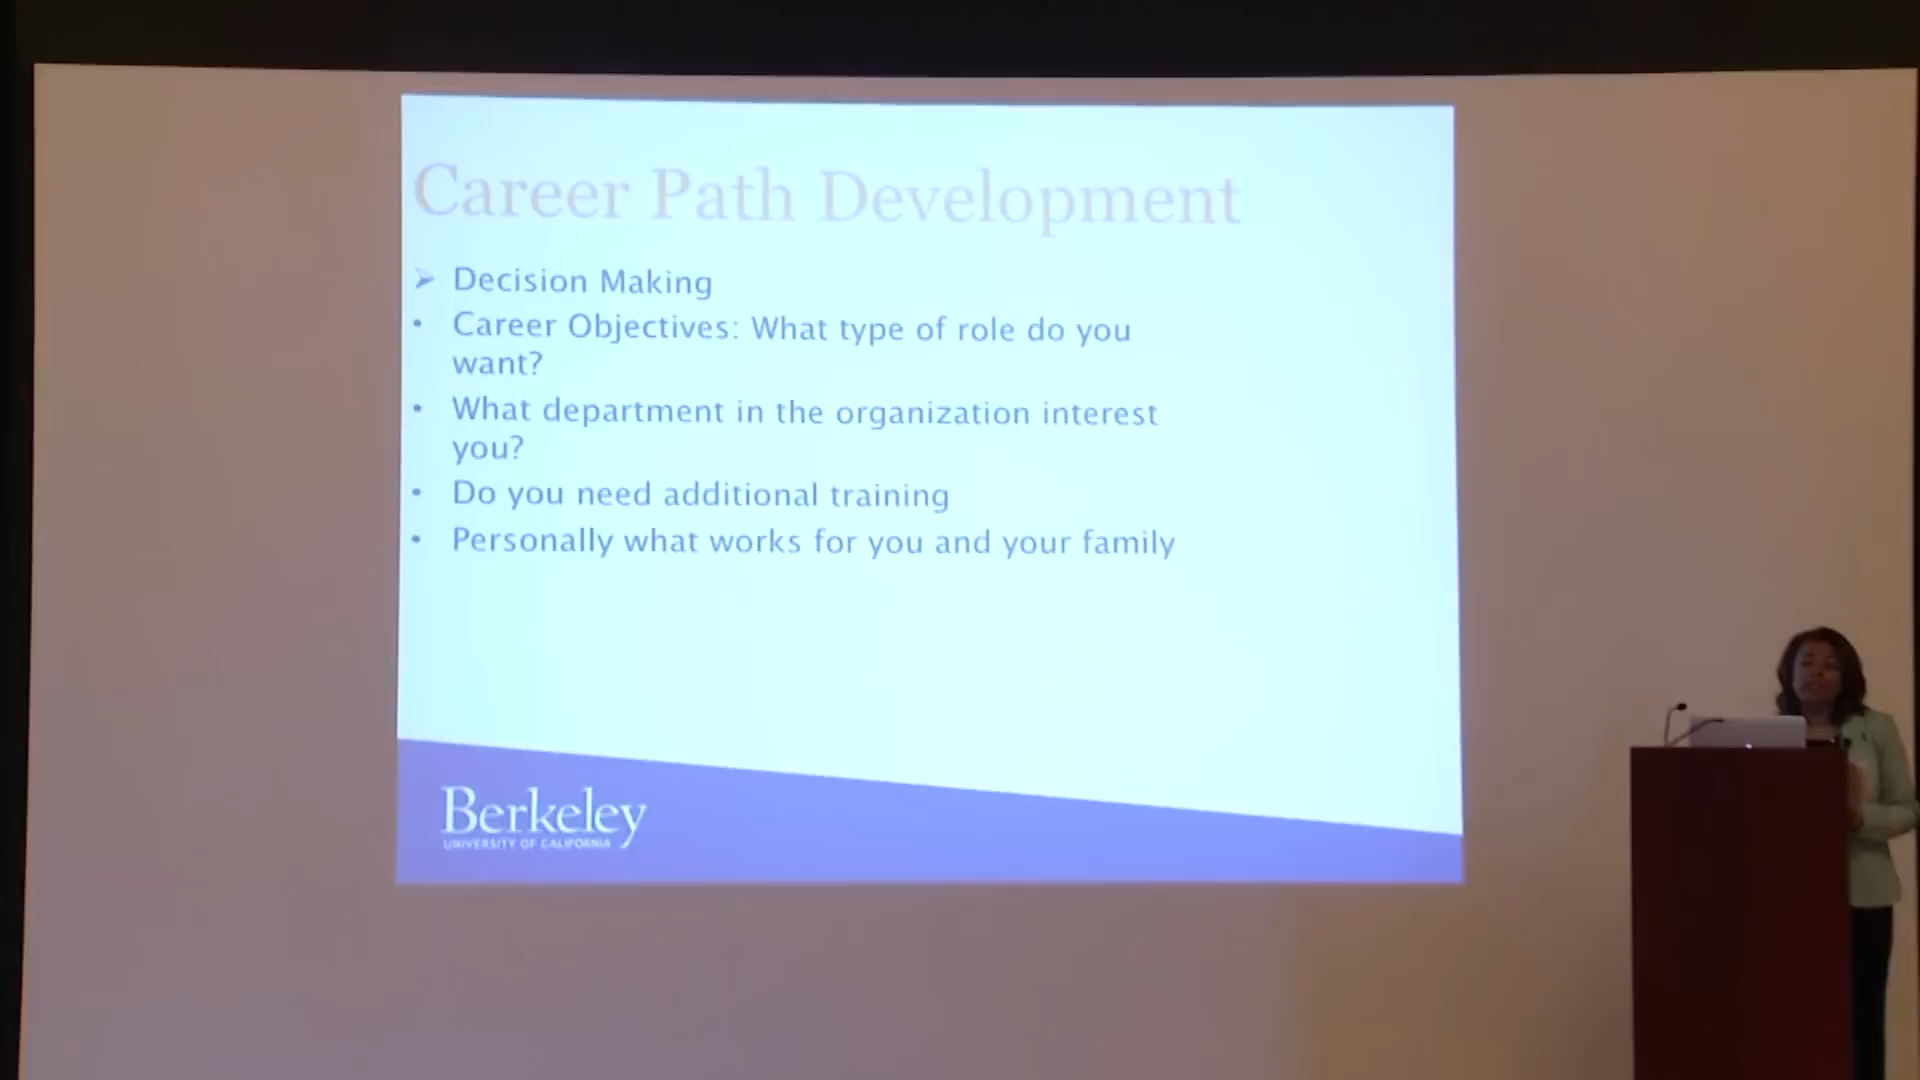 Career Path Development
➢ Decision Making
• Career Objectives: What type of role do you
want?
• What department in the organization interest
you?
• Do you need additional training
• Personally what works for you and your family
Berkeley
UNIVERSITY OF CALIFORNIA